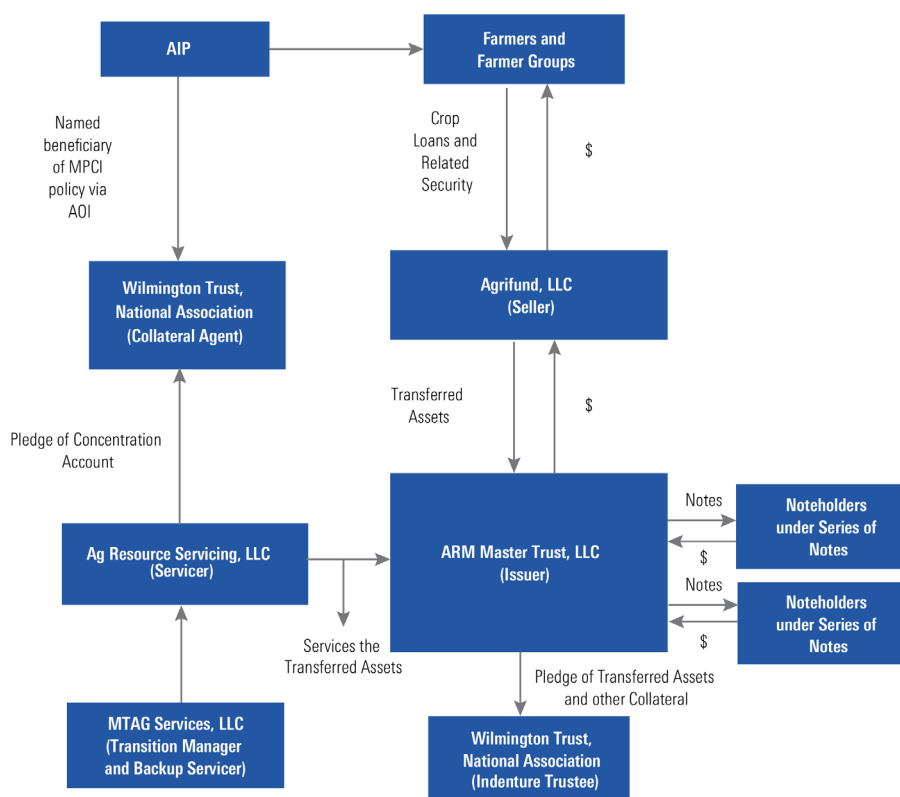 AIP
Farmers and
Farmer Groups
Named
beneficiary
of MPCI
policy via
AOI
Crop
Loans and
Related
Security
$
Wilmington Trust,
National Association
(Collateral Agent)
Agrifund, LLC
(Seller)
Transferred
Assets
$
Pledge of Concentration
Account
Ag Resource Servicing, LLC
(Servicer)
Services the
Transferred Assets
ARM Master Trust, LLC
(Issuer)
Notes
$
Noteholders
under Series of
Notes
Notes
$
Noteholders
under Series of
Notes
MTAG Services, LLC
(Transition Manager
and Backup Servicer)
Pledge of Transferred Assets
and other Collateral
Wilmington Trust,
National Association
(Indenture Trustee)